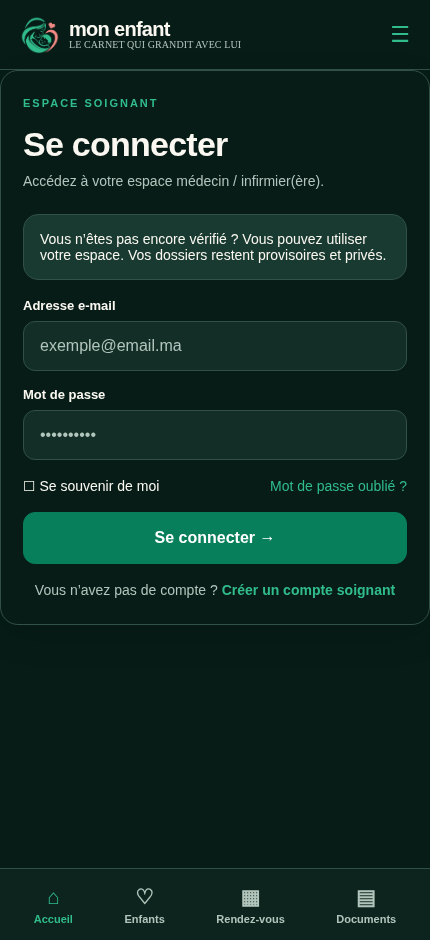 mon enfant
LE CARNET QUI GRANDIT AVEC LUI
ESPACE SOIGNANT
Se connecter
Accédez à votre espace médecin / infirmier(ère).
Vous n’êtes pas encore vérifié ? Vous pouvez utiliser
votre espace. Vos dossiers restent provisoires et privés.
Adresse e-mail
exemple@email.ma
Mot de passe
••••••••••
☐ Se souvenir de moi Mot de passe oublié ?
Se connecter →
Vous n’avez pas de compte ? Créer un compte soignant
Accueil Enfants Rendez-vous Documents